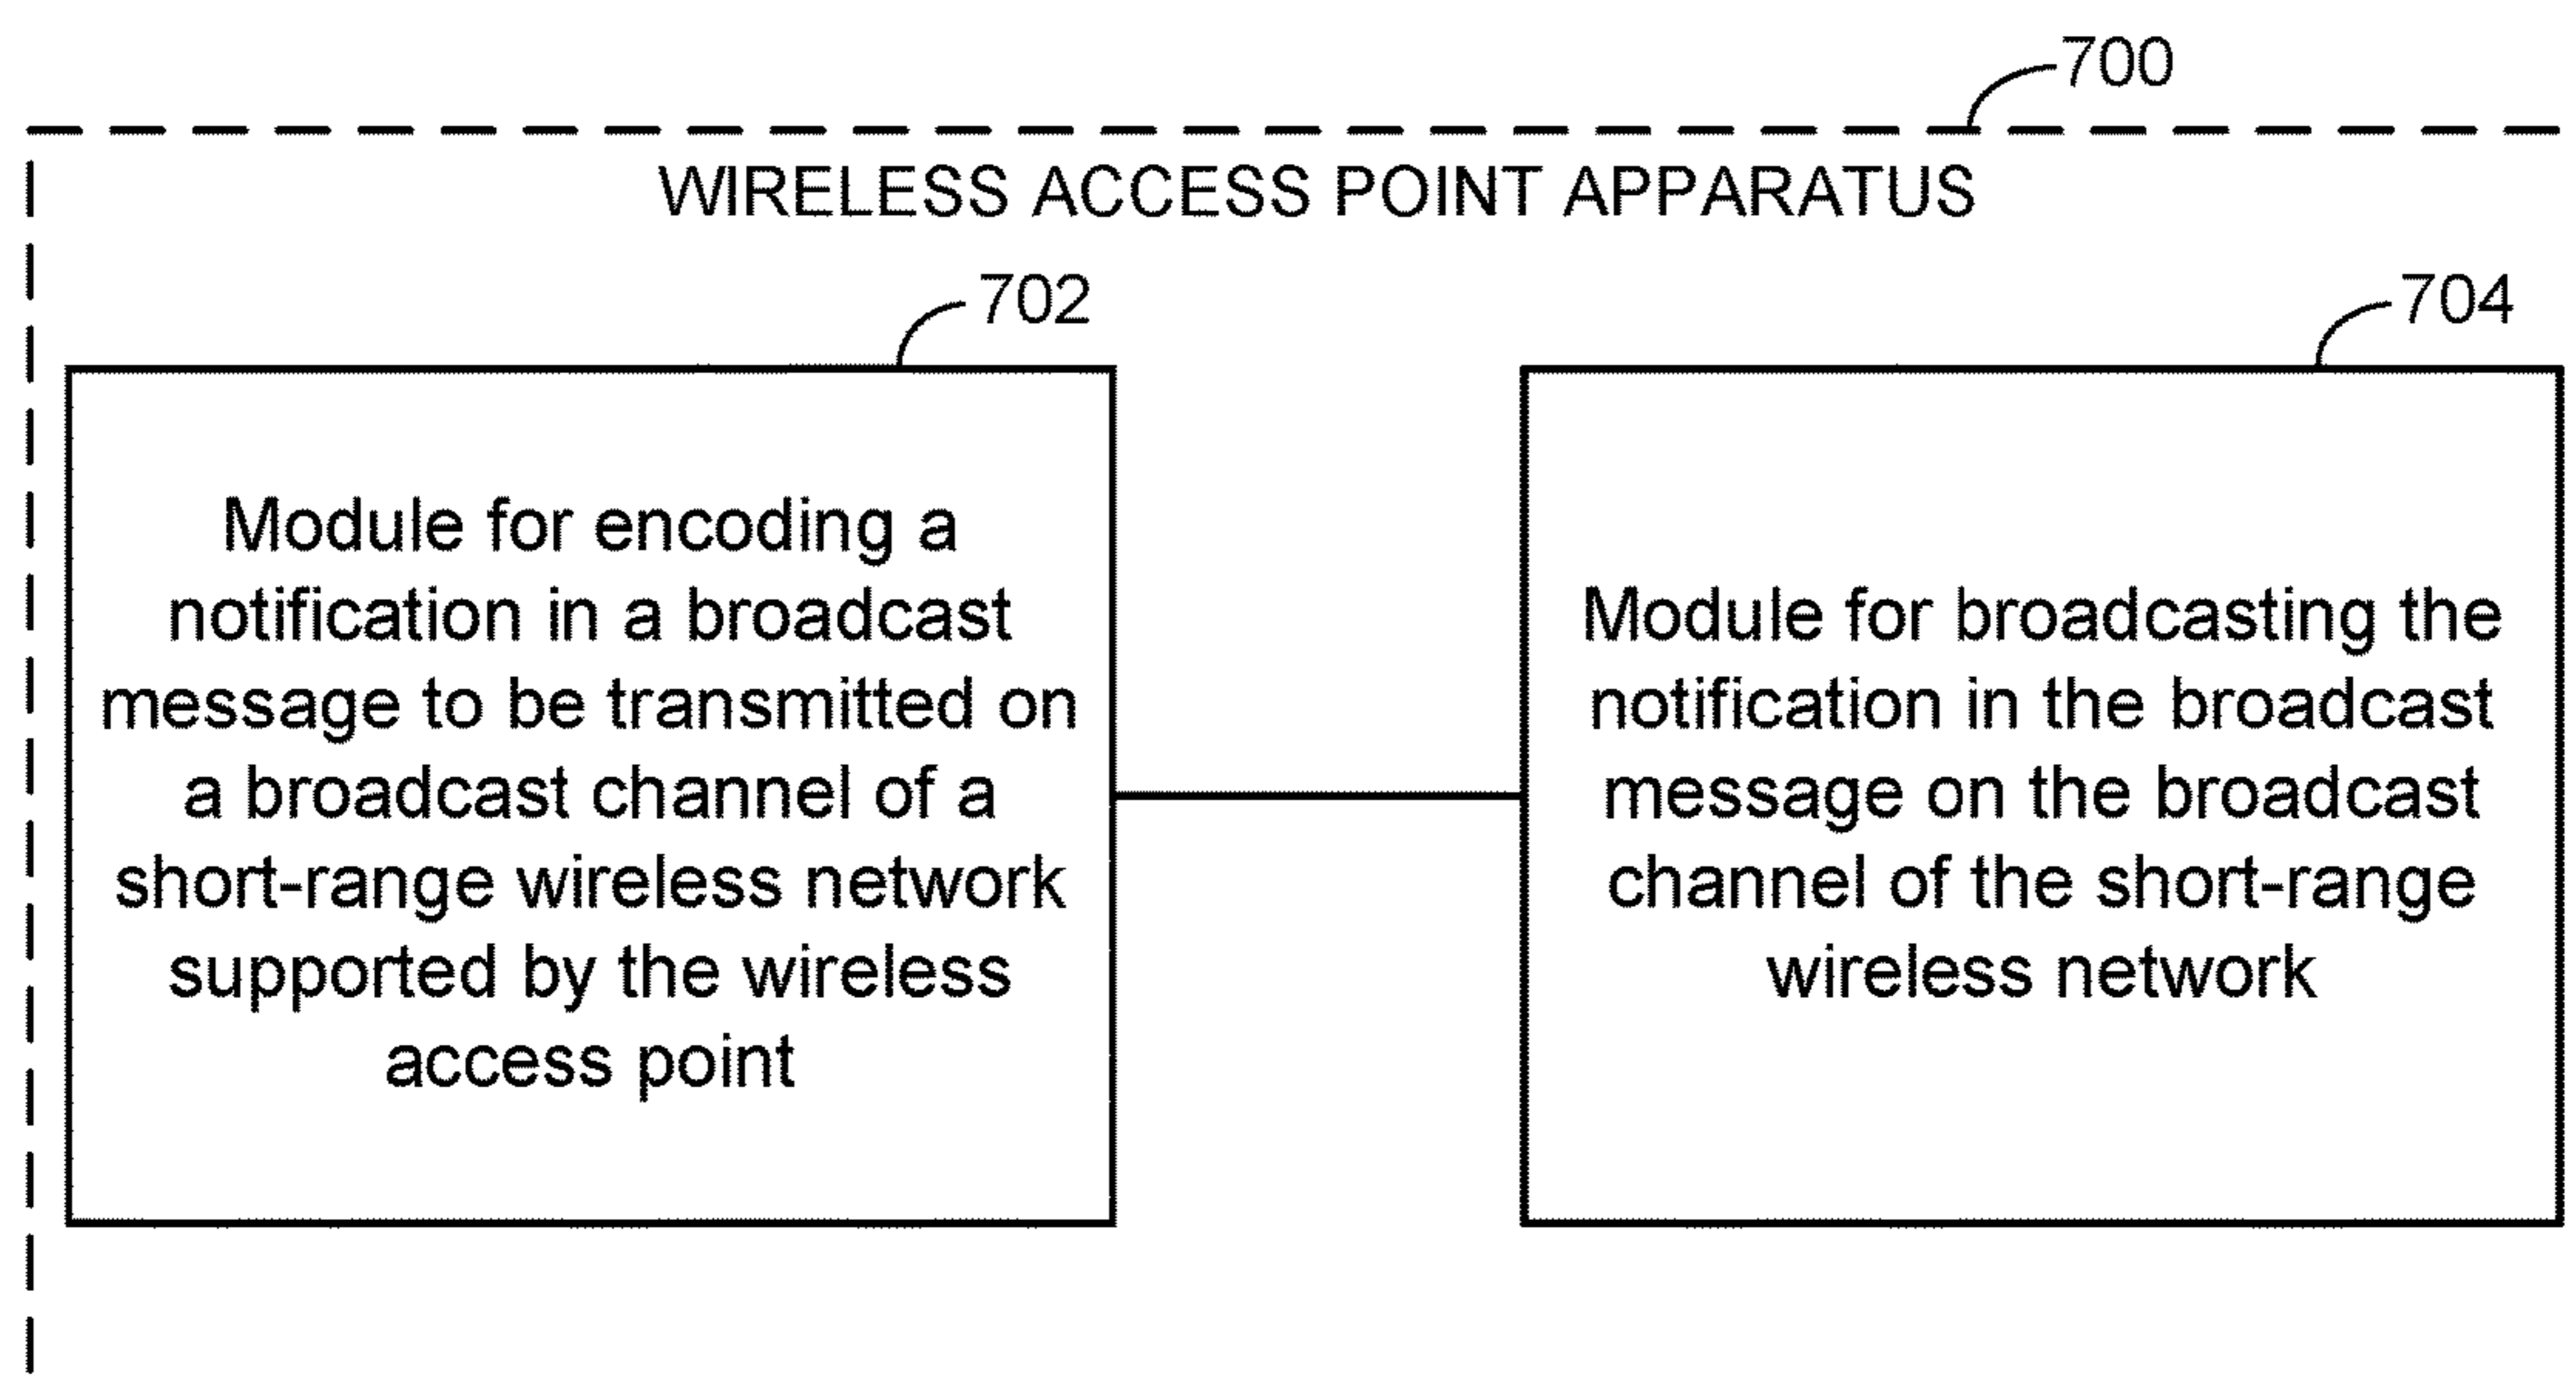 700
WIRELESS ACCESS POINT APPARATUS
702
704
Module for encoding a
notification in a broadcast
message to be transmitted on
a broadcast channel of a
short-range wireless network
supported by the wireless
access point
Module for broadcasting the
notification in the broadcast
message on the broadcast
channel of the short-range
wireless network